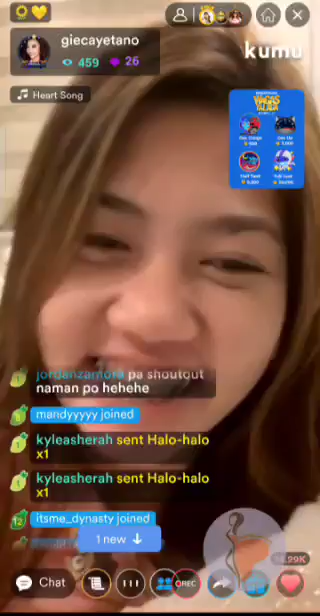 giecayetano
459 26
kumu
Heart Song
jordanzamora pa shoutout
naman po hehehe
mandyyyyy joined
kyleasherah sent Halo-halo
x1
kyleasherah sent Halo-halo
x1
itsme_dynasty joined
1 new
Chat
REC